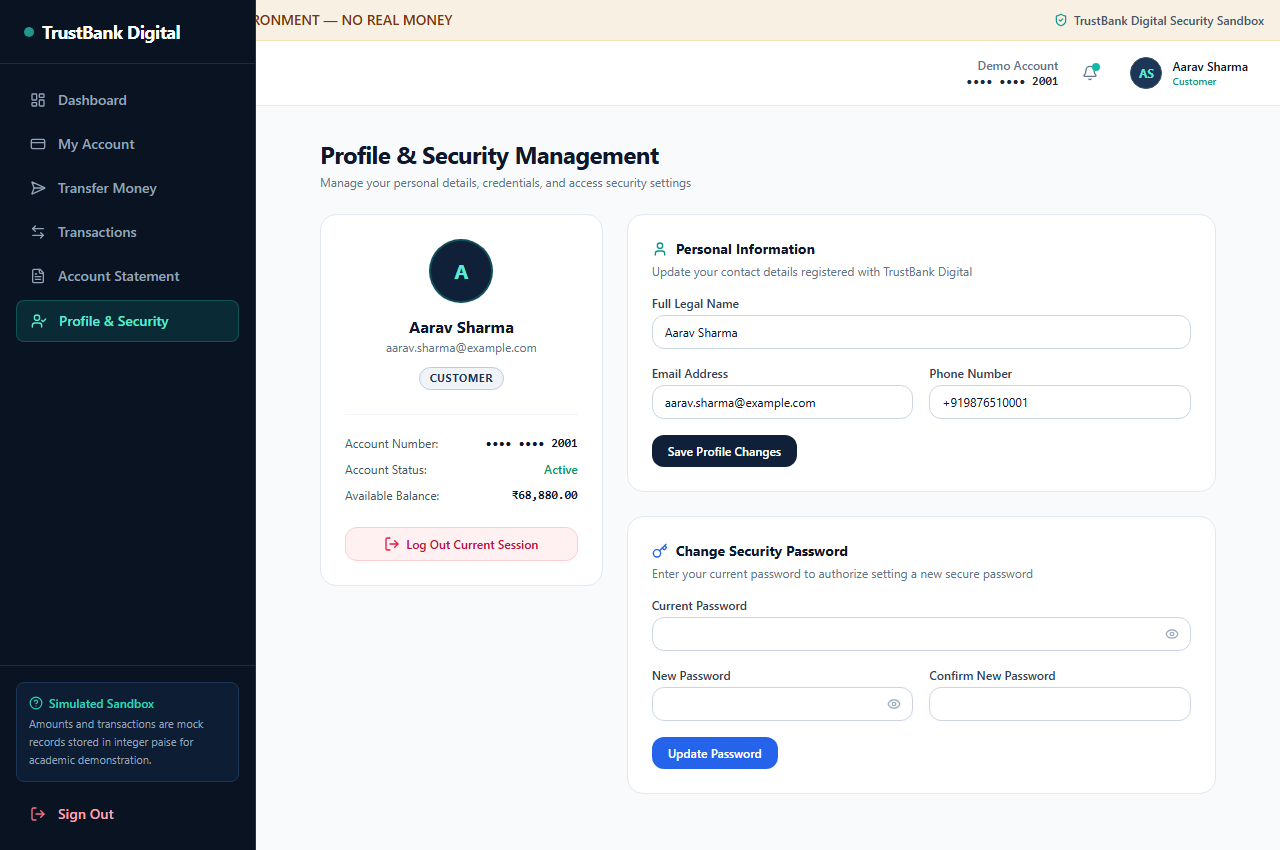 TrustBank Digital
Dashboard
My Account
Transfer Money
Transactions
Account Statement
Profile & Security
Simulated Sandbox
Amounts and transactions are mock
records stored in integer paise for
academic demonstration.
Sign Out
RONMENT — NO REAL MONEY
TrustBank Digital Security Sandbox
Demo Account
•••• •••• 2001
AS
Aarav Sharma
Customer
Profile & Security Management
Manage your personal details, credentials, and access security settings
A
Aarav Sharma
aarav.sharma@example.com
CUSTOMER
Account Number: •••• •••• 2001
Account Status: Active
Available Balance: ₹68,880.00
Log Out Current Session
Personal Information
Update your contact details registered with TrustBank Digital
Full Legal Name
Aarav Sharma
Email Address Phone Number
aarav.sharma@example.com +919876510001
Save Profile Changes
Change Security Password
Enter your current password to authorize setting a new secure password
Current Password
New Password Confirm New Password
Update Password